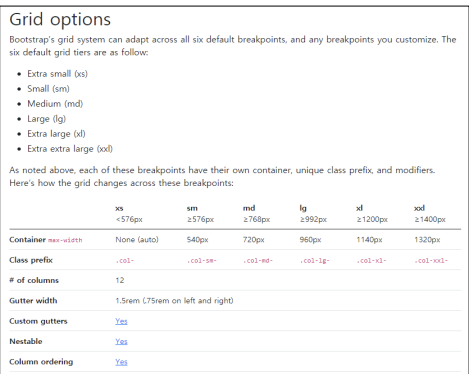 Grid options
Bootstrap's grid system can adapt across all six default breakpoints, and any breakpoints you customize. The
six default grid tiers are as follow:
Extra small (xs)
Small (sm)
Medium (md)
Large (lg)
Extra large (xl)
Extra extra large (xxl)
As noted above, each of these breakpoints have their own container, unique class prefix, and modifiers.
Here's how the grid changes across these breakpoints:
xs sm md lg xl xxl
<576px ≥576px ≥768px ≥992px ≥1200px ≥1400px
Container max-width None (auto) 540px 720px 960px 1140px 1320px
Class prefix .col- .col-sm- .col-md- .col-lg- .col-xl- .col-xxl-
# of columns 12
Gutter width 1.5rem (.75rem on left and right)
Custom gutters Yes
Nestable Yes
Column ordering Yes